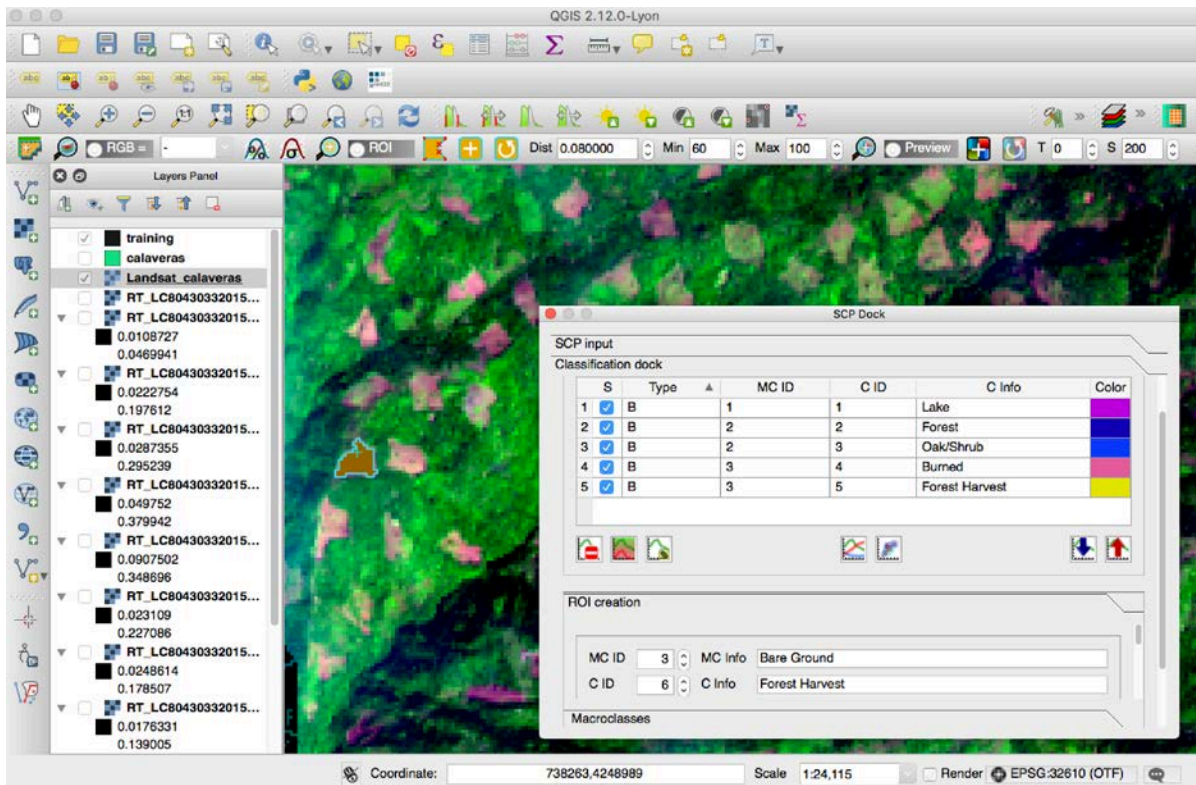 QGIS 2.12.0-Lyon
RGB = -
ROI
Dist 0.080000
Min 60
Max 100
Preview
T 0
S 200
Layers Panel
training
calaveras
Landsat_calaveras
RT_LC80430332015...
RT_LC80430332015...
0.0108727
0.0469941
RT_LC80430332015...
0.0222754
0.197612
RT_LC80430332015...
0.0287355
0.295239
RT_LC80430332015...
0.049752
0.379942
RT_LC80430332015...
0.0907502
0.348696
RT_LC80430332015...
0.023109
0.227086
RT_LC80430332015...
0.0248614
0.178507
RT_LC80430332015...
0.0176331
0.139005
SCP Dock
SCP input
Classification dock
S Type MC ID C ID C Info Color
1 B 1 1 Lake
2 B 2 2 Forest
3 B 2 3 Oak/Shrub
4 B 3 4 Burned
5 B 3 5 Forest Harvest
ROI creation
MC ID 3 MC Info Bare Ground
C ID 6 C Info Forest Harvest
Macroclasses
Coordinate: 738263,4248989 Scale 1:24,115 Render EPSG:32610 (OTF)